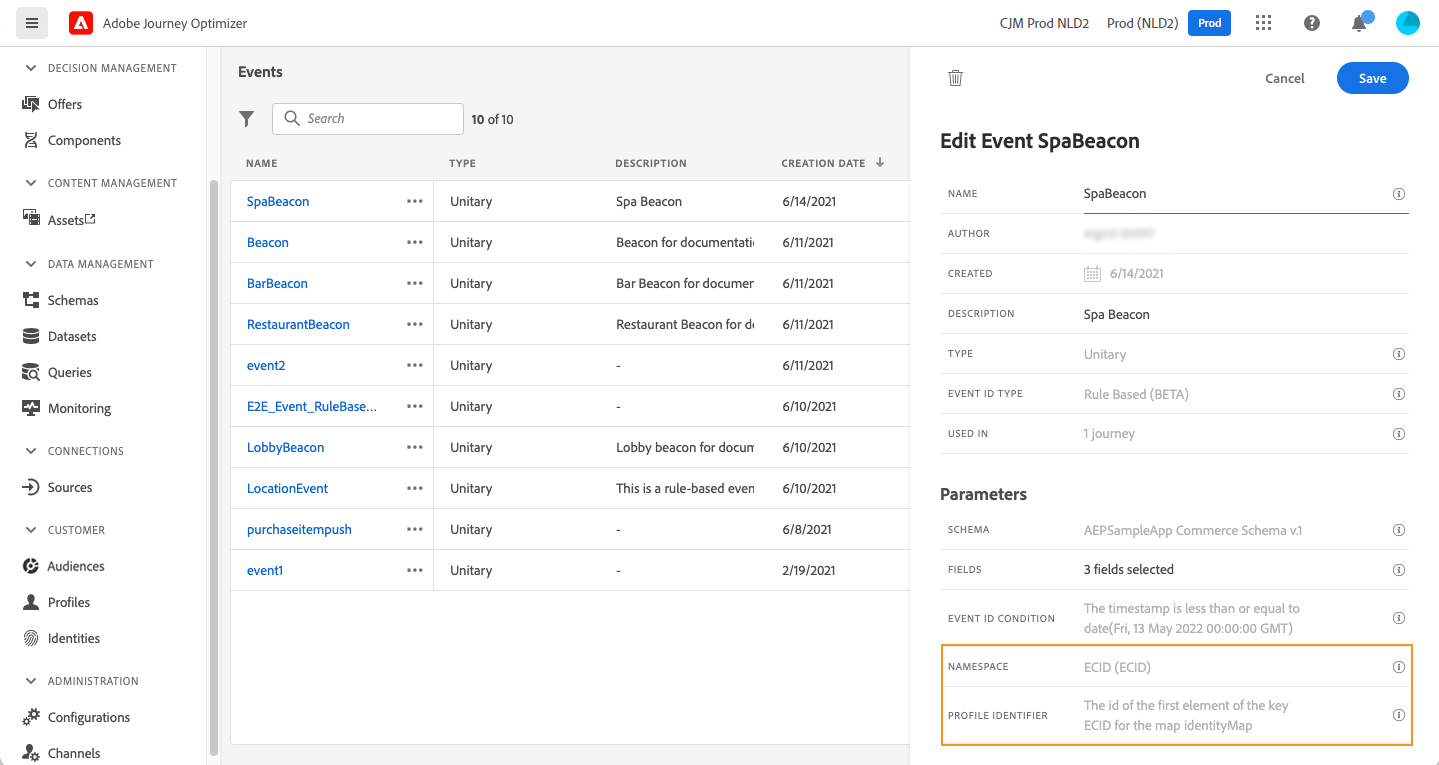 Adobe Journey Optimizer
CJM Prod NLD2 Prod (NLD2) Prod
DECISION MANAGEMENT
Offers
Components
CONTENT MANAGEMENT
Assets
DATA MANAGEMENT
Schemas
Datasets
Queries
Monitoring
CONNECTIONS
Sources
CUSTOMER
Audiences
Profiles
Identities
ADMINISTRATION
Configurations
Channels
Events
Search 10 of 10
NAME TYPE DESCRIPTION CREATION DATE
SpaBeacon ••• Unitary Spa Beacon 6/14/2021
Beacon ••• Unitary Beacon for documentati 6/11/2021
BarBeacon ••• Unitary Bar Beacon for documen 6/11/2021
RestaurantBeacon ••• Unitary Restaurant Beacon for d 6/11/2021
event2 ••• Unitary - 6/11/2021
E2E_Event_RuleBase... ••• Unitary - 6/10/2021
LobbyBeacon ••• Unitary Lobby beacon for docum 6/10/2021
LocationEvent ••• Unitary This is a rule-based even 6/10/2021
purchaseitempush ••• Unitary - 6/8/2021
event1 ••• Unitary - 2/19/2021
Cancel Save
Edit Event SpaBeacon
NAME SpaBeacon
AUTHOR
CREATED 6/14/2021
DESCRIPTION Spa Beacon
TYPE Unitary
EVENT ID TYPE Rule Based (BETA)
USED IN 1 journey
Parameters
SCHEMA AEPSampleApp Commerce Schema v.1
FIELDS 3 fields selected
EVENT ID CONDITION The timestamp is less than or equal to
date(Fri, 13 May 2022 00:00:00 GMT)
NAMESPACE ECID (ECID)
PROFILE IDENTIFIER The id of the first element of the key
ECID for the map identityMap